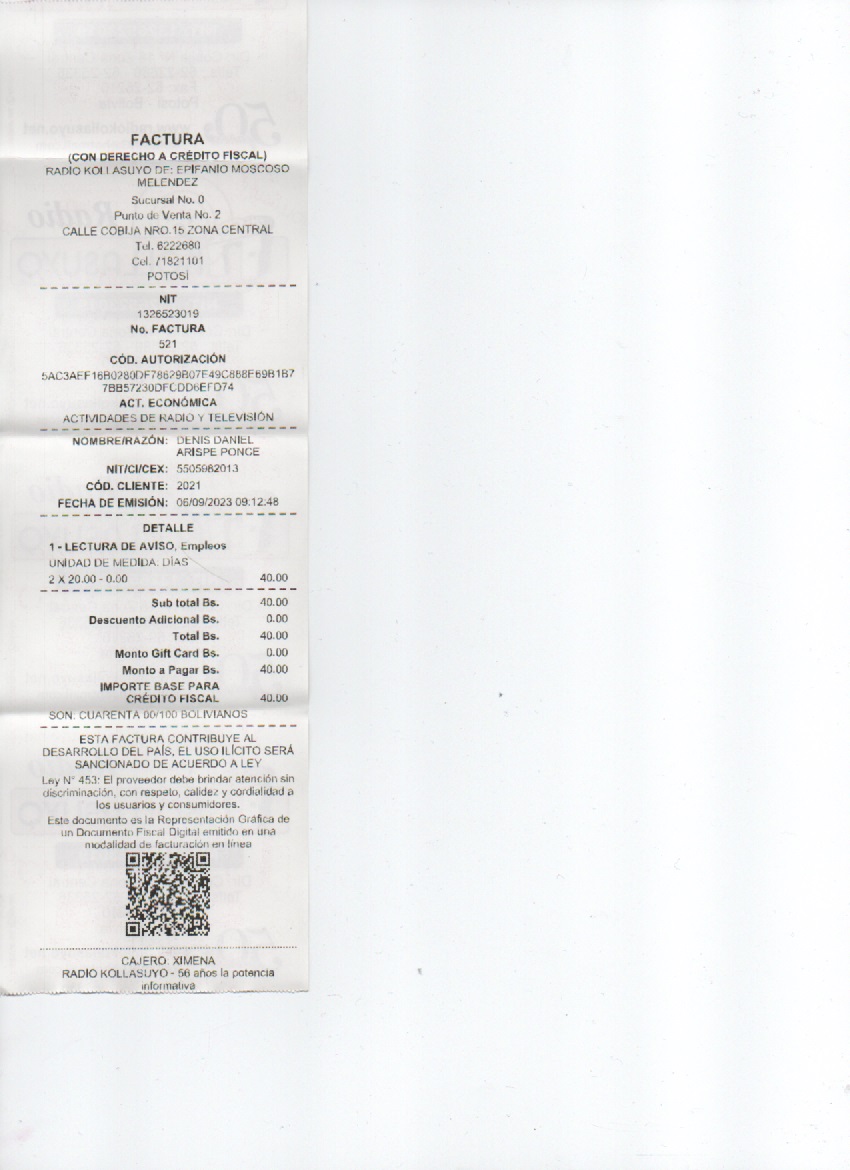 FACTURA
(CON DERECHO A CRÉDITO FISCAL)
RADIO KOLLASUYO DE: EPIFANIO MOSCOSO
MELENDEZ
Sucursal No. 0
Punto de Venta No. 2
CALLE COBIJA NRO.15 ZONA CENTRAL
Tel. 6222680
Cel. 71821101
POTOSÍ
NIT
1326523019
No. FACTURA
521
CÓD. AUTORIZACIÓN
5AC3AEF16B0280DF78629B07E49C868E69B1B7
7BB57230DFCDD6EFD74
ACT. ECONÓMICA
ACTIVIDADES DE RADIO Y TELEVISIÓN
NOMBRE/RAZÓN: DENIS DANIEL
ARISPE PONCE
NIT/CI/CEX: 5505962013
CÓD. CLIENTE: 2021
FECHA DE EMISIÓN: 06/09/2023 09:12:48
DETALLE
1 - LECTURA DE AVISO, Empleos
UNIDAD DE MEDIDA: DÍAS
2 X 20.00 - 0.00 40.00
Sub total Bs. 40.00
Descuento Adicional Bs. 0.00
Total Bs. 40.00
Monto Gift Card Bs. 0.00
Monto a Pagar Bs. 40.00
IMPORTE BASE PARA
CRÉDITO FISCAL 40.00
SON: CUARENTA 00/100 BOLIVIANOS
ESTA FACTURA CONTRIBUYE AL
DESARROLLO DEL PAÍS, EL USO ILÍCITO SERÁ
SANCIONADO DE ACUERDO A LEY
Ley N° 453: El proveedor debe brindar atención sin
discriminación, con respeto, calidez y cordialidad a
los usuarios y consumidores.
Este documento es la Representación Gráfica de
un Documento Fiscal Digital emitido en una
modalidad de facturación en línea
CAJERO: XIMENA
RADIO KOLLASUYO - 56 años la potencia
informativa